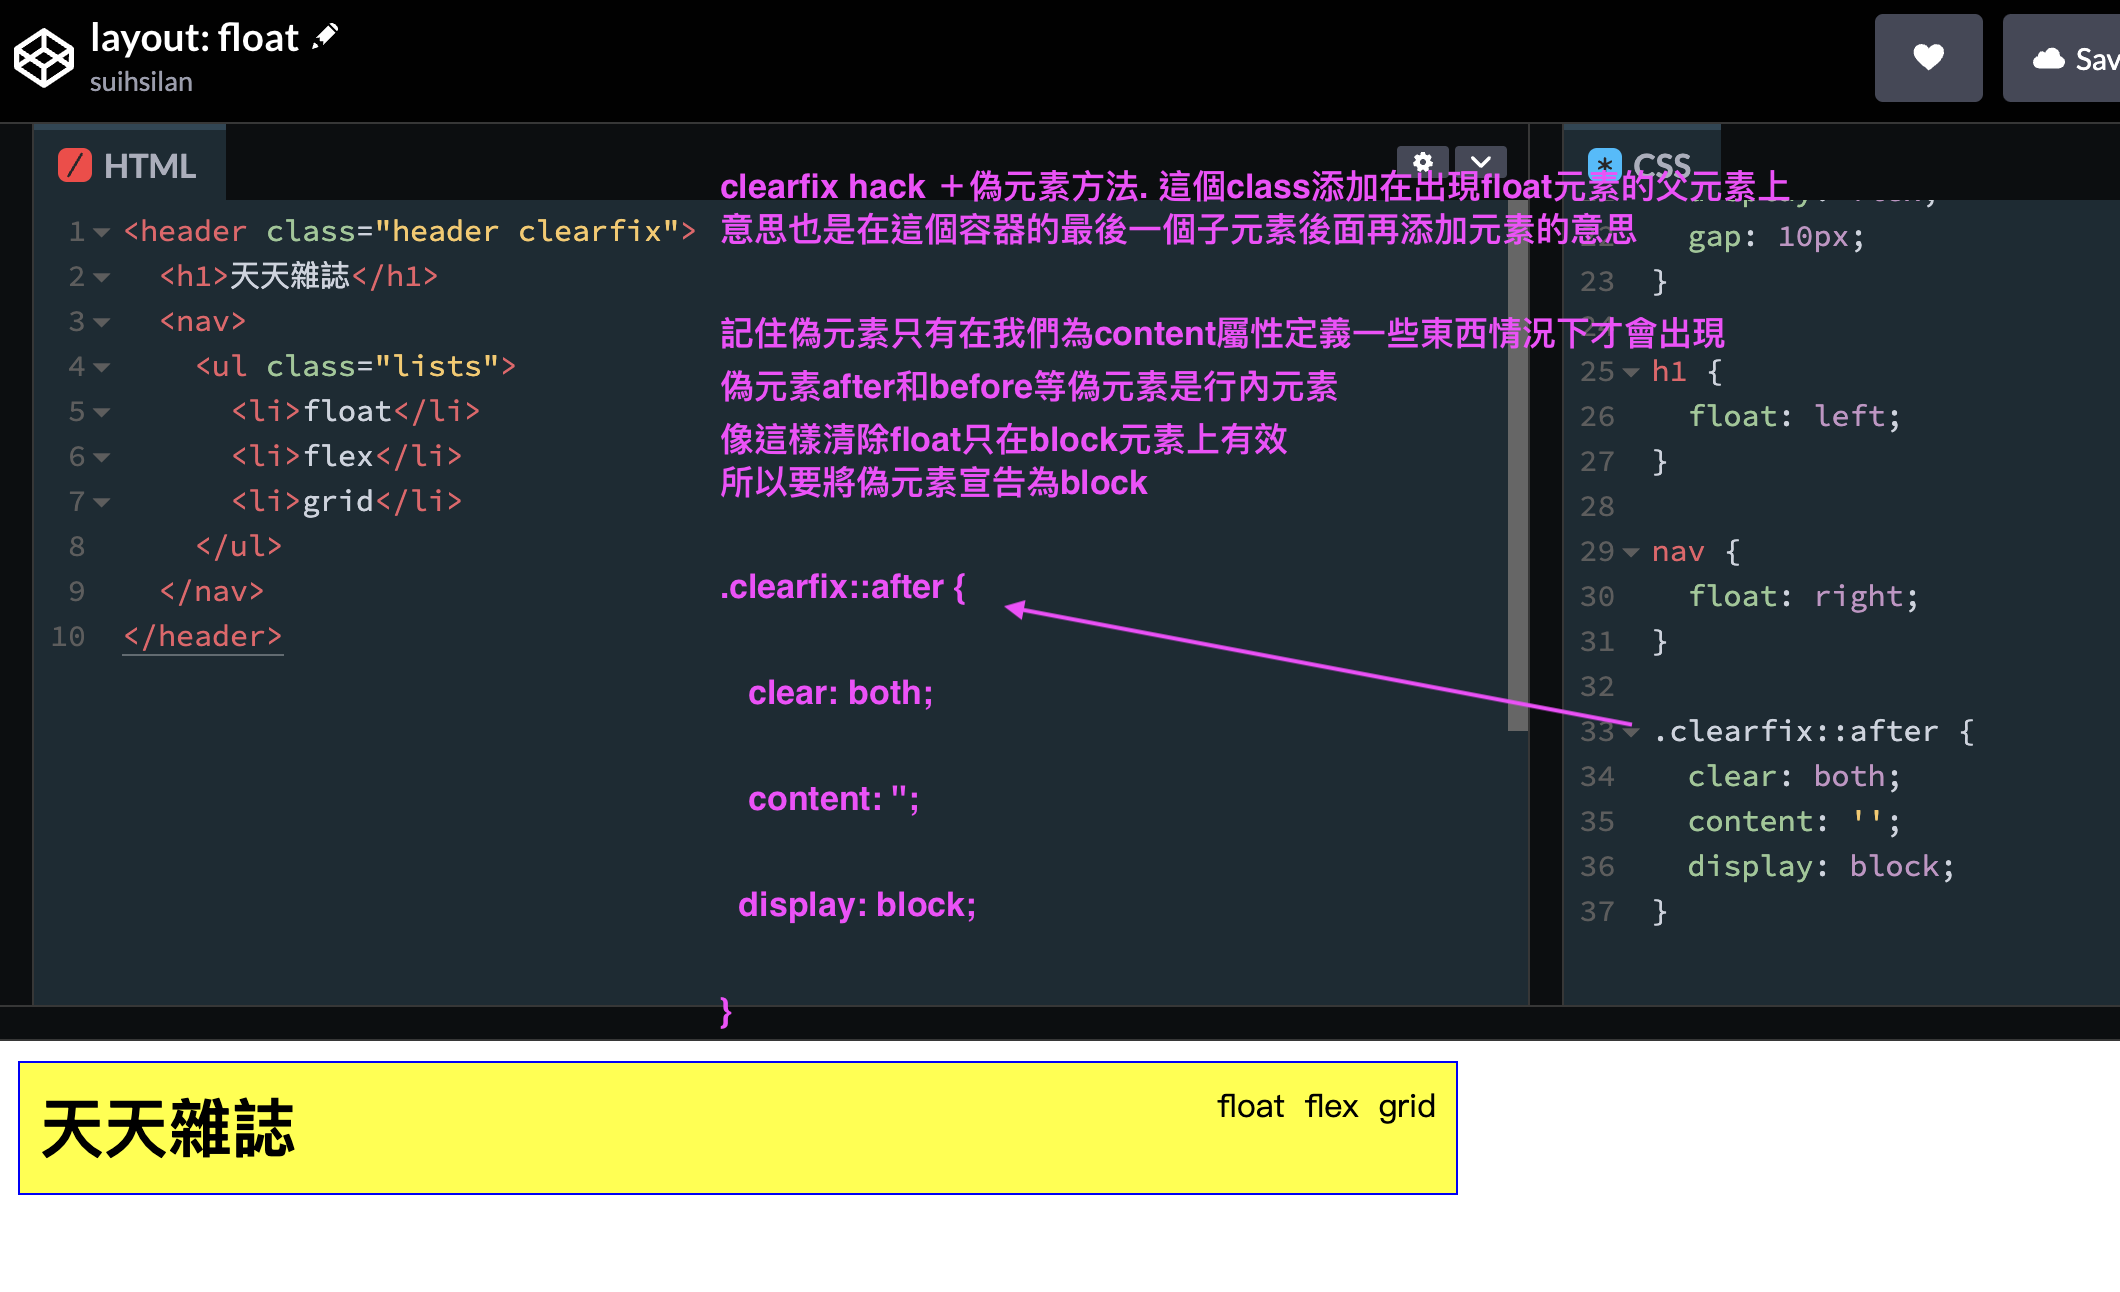 layout: float
suihsilan
Sav
HTML
1 <header class="header clearfix">
2 <h1>天天雜誌</h1>
3 <nav>
4 <ul class="lists">
5 <li>float</li>
6 <li>flex</li>
7 <li>grid</li>
8 </ul>
9 </nav>
10 </header>
clearfix hack ＋偽元素方法. 這個class添加在出現float元素的父元素上
意思也是在這個容器的最後一個子元素後面再添加元素的意思
記住偽元素只有在我們為content屬性定義一些東西情況下才會出現
偽元素after和before等偽元素是行內元素
像這樣清除float只在block元素上有效
所以要將偽元素宣告為block
.clearfix::after {
clear: both;
content: '';
display: block;
}
CSS
22 gap: 10px;
23 }
24
25 h1 {
26 float: left;
27 }
28
29 nav {
30 float: right;
31 }
32
33 .clearfix::after {
34 clear: both;
35 content: '';
36 display: block;
37 }
天天雜誌
float flex grid